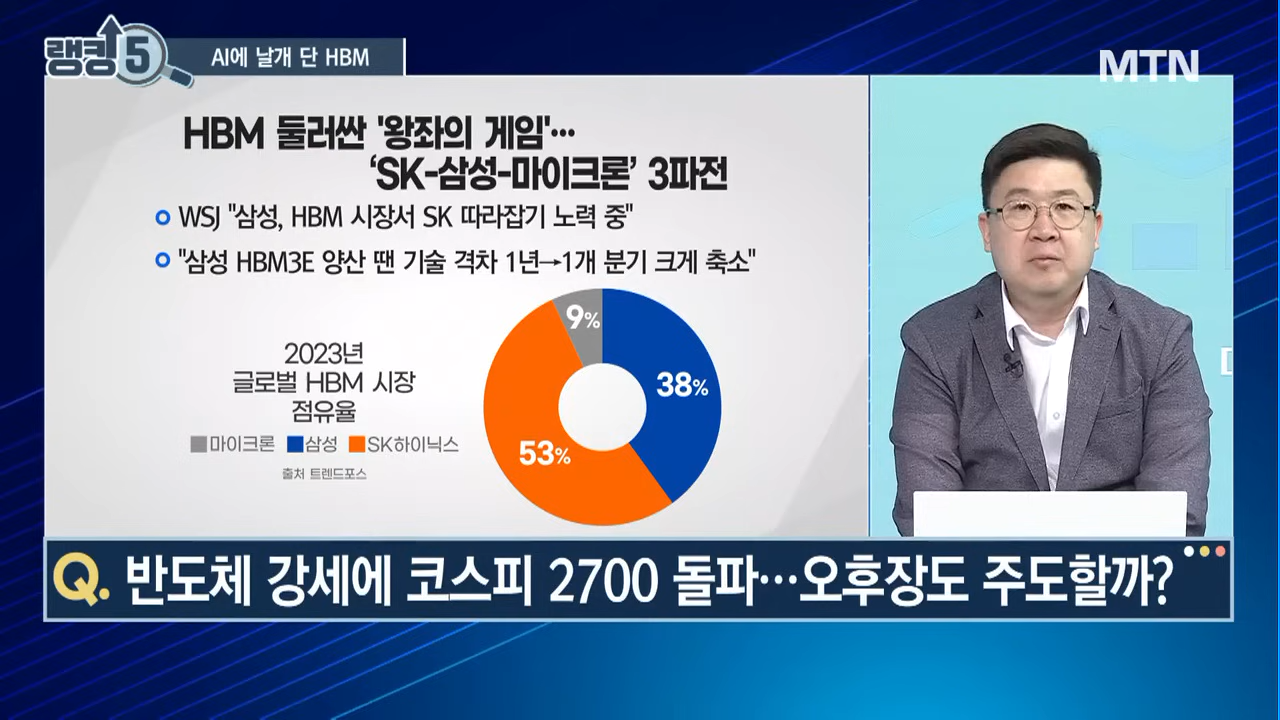 랭킹5
AI에 날개 단 HBM
MTN
HBM 둘러싼 '왕좌의 게임'…
‘SK-삼성-마이크론’ 3파전
WSJ "삼성, HBM 시장서 SK 따라잡기 노력 중"
"삼성 HBM3E 양산 땐 기술 격차 1년→1개 분기 크게 축소"
2023년
글로벌 HBM 시장
점유율
마이크론 삼성 SK하이닉스
출처 트렌드포스
9%
38%
53%
Q. 반도체 강세에 코스피 2700 돌파…오후장도 주도할까?